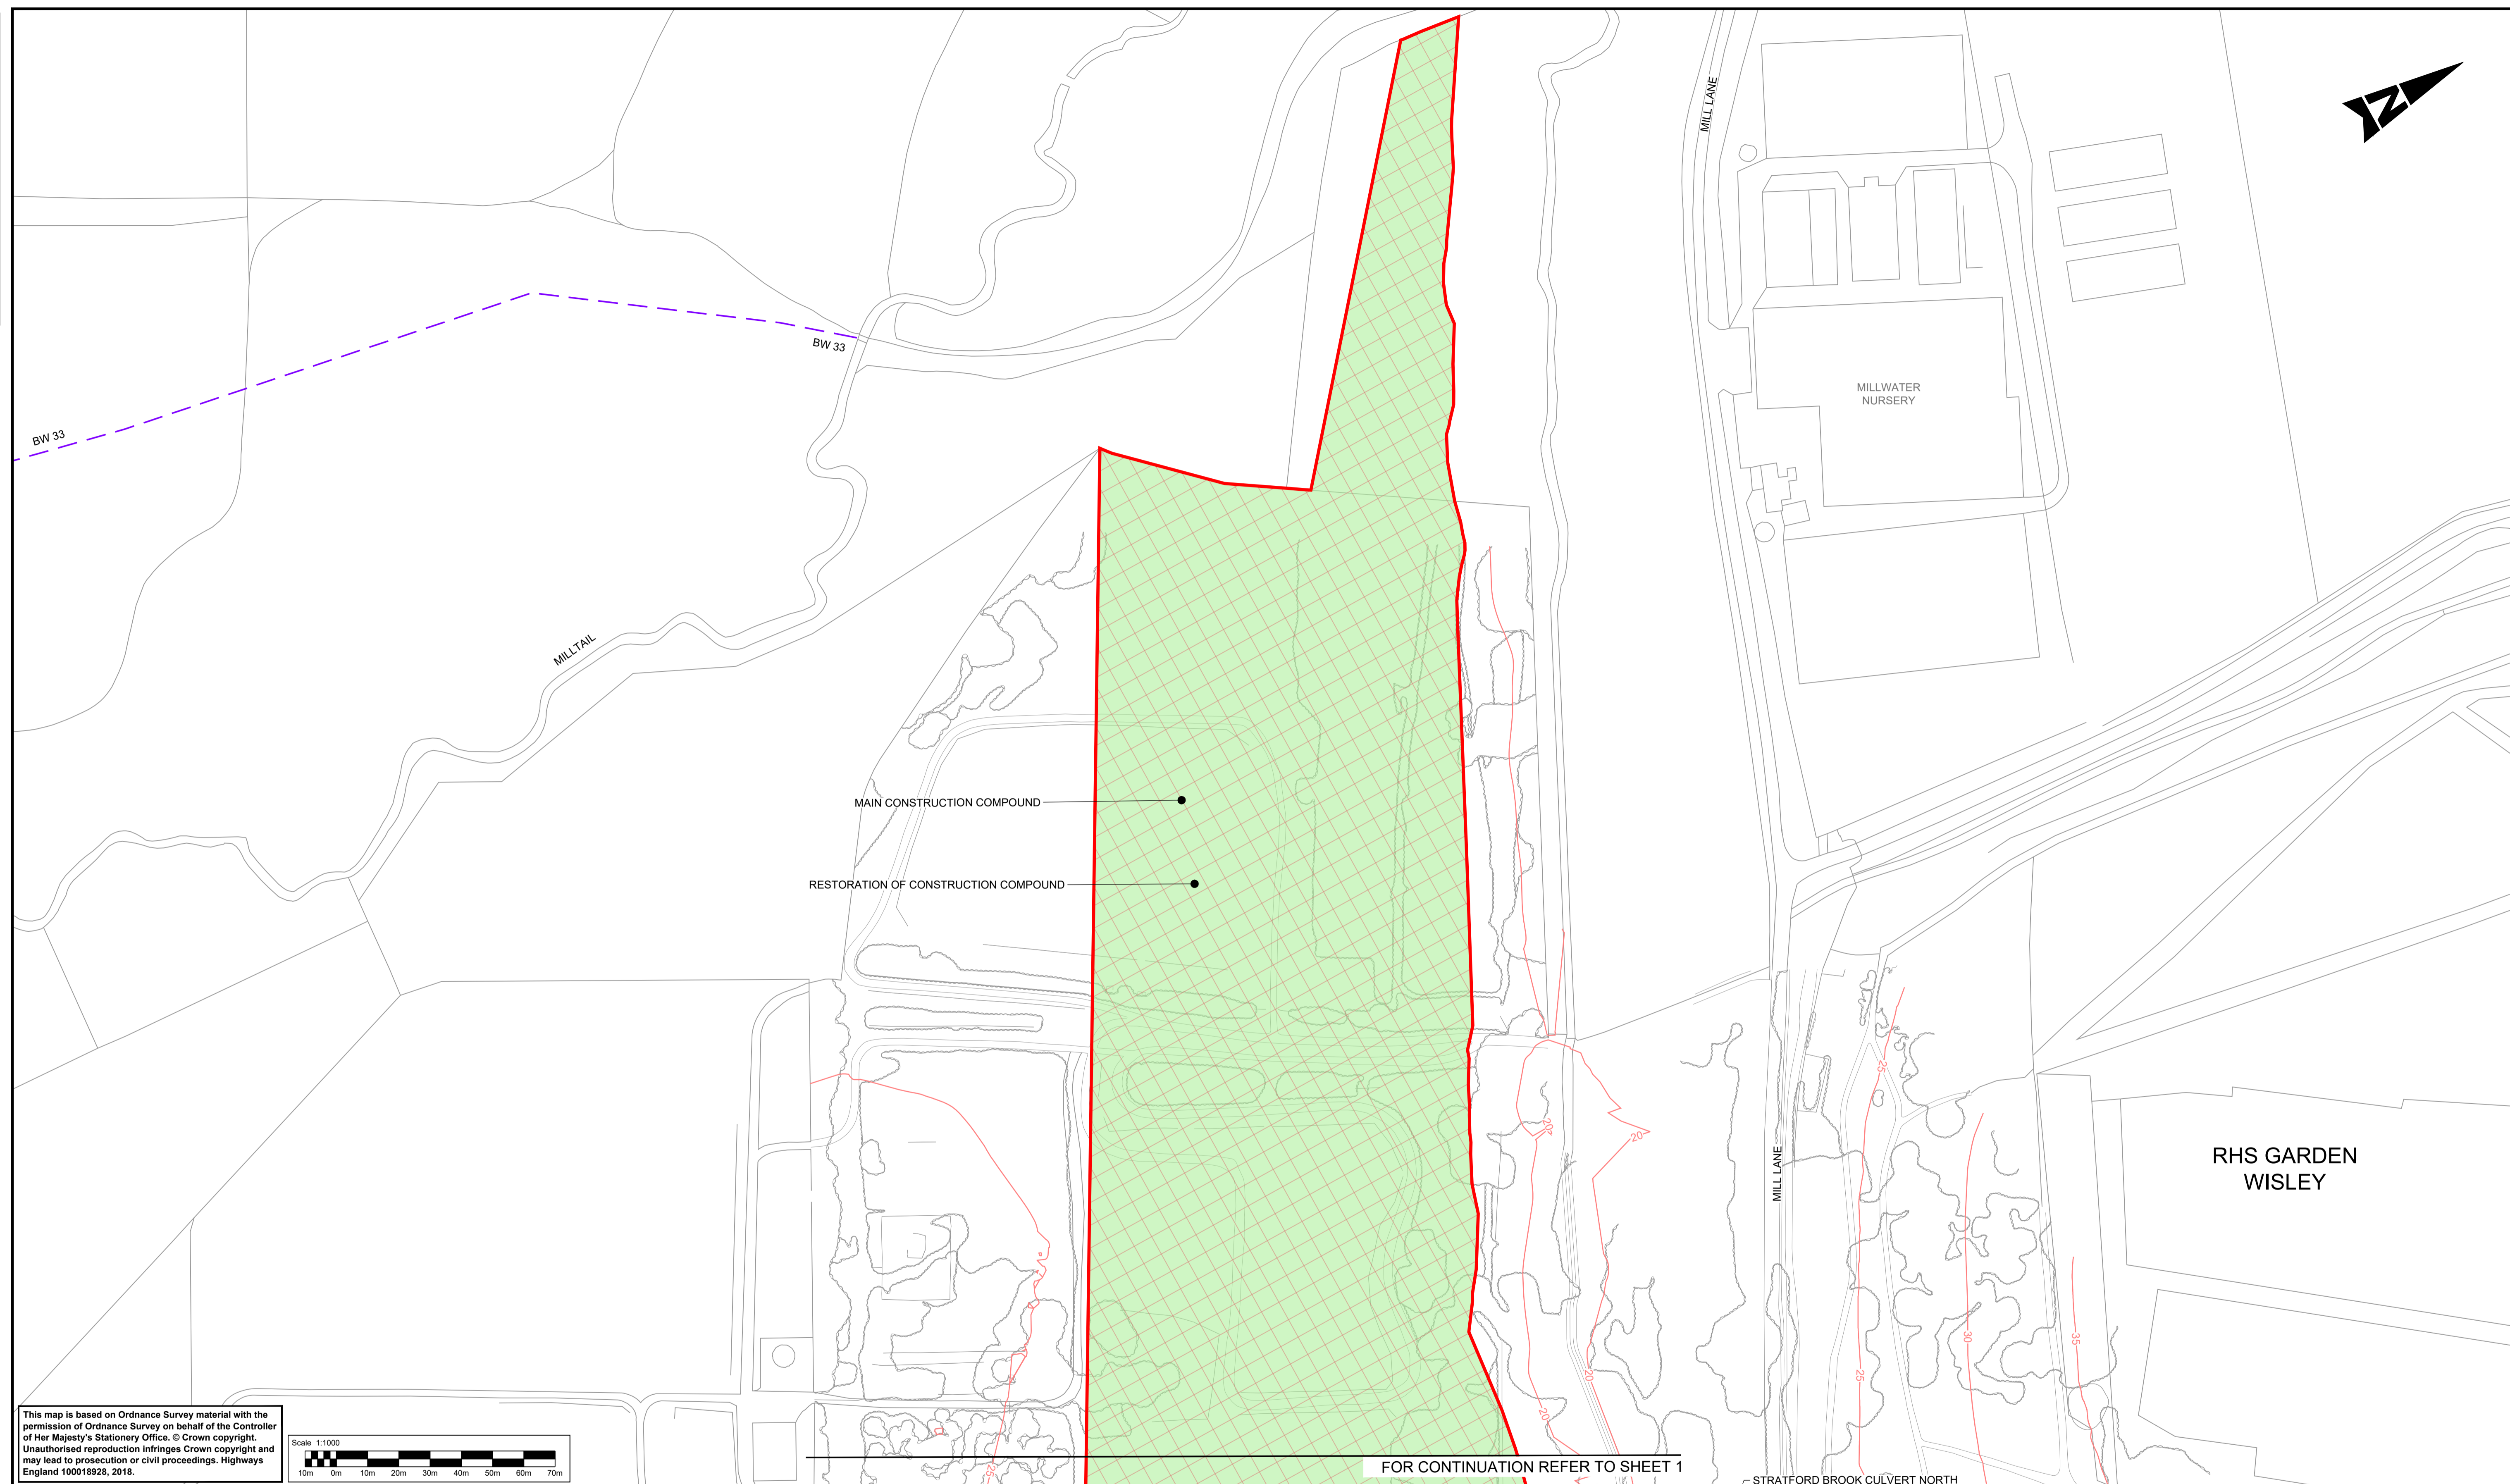 MILL LANE
N
BW 33
MILLWATER
NURSERY
BW 33
MILLTAIL
MAIN CONSTRUCTION COMPOUND
RESTORATION OF CONSTRUCTION COMPOUND
25
20
20
MILL LANE
RHS GARDEN
WISLEY
30
35
25
20
20
25
This map is based on Ordnance Survey material with the
permission of Ordnance Survey on behalf of the Controller
of Her Majesty's Stationery Office. © Crown copyright.
Unauthorised reproduction infringes Crown copyright and
may lead to prosecution or civil proceedings. Highways
England 100018928, 2018.
Scale 1:1000
10m 0m 10m 20m 30m 40m 50m 60m 70m
FOR CONTINUATION REFER TO SHEET 1
STRATFORD BROOK CULVERT NORTH